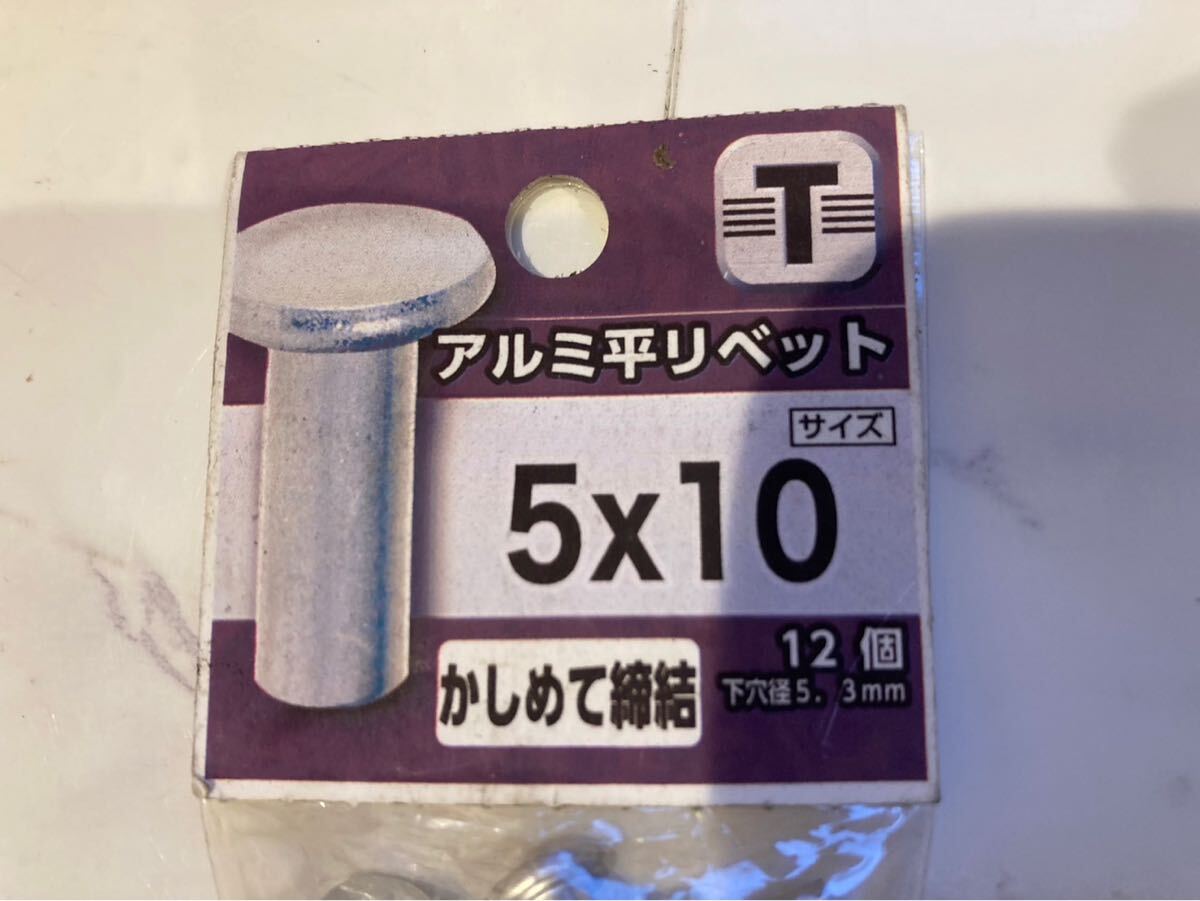 T
アルミ平リベット
サイズ
5x10
12 個
かしめて締結
下穴径5．3mm